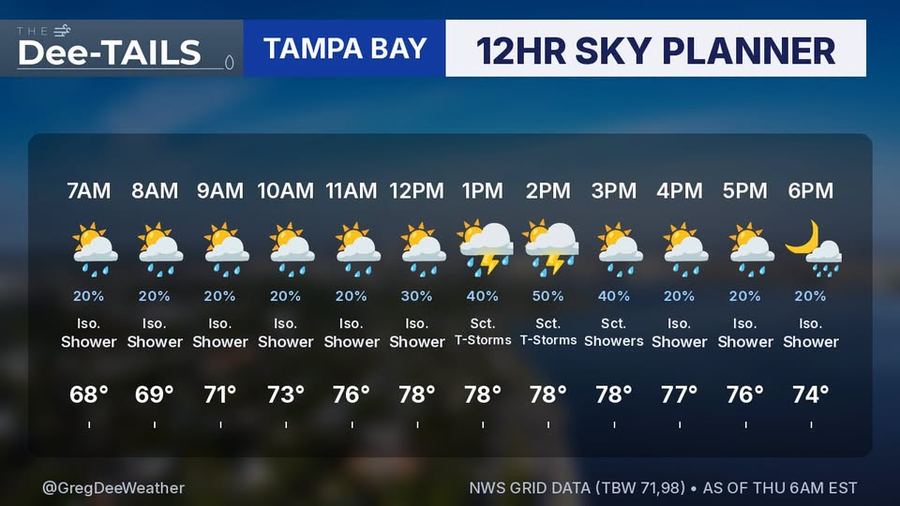 THE
Dee-TAILS
TAMPA BAY
12HR SKY PLANNER
7AM 8AM 9AM 10AM 11AM 12PM 1PM 2PM 3PM 4PM 5PM 6PM
20% 20% 20% 20% 20% 30% 40% 50% 40% 20% 20% 20%
Iso. Iso. Iso. Iso. Iso. Iso. Sct. Sct. Sct. Iso. Iso. Iso.
Shower Shower Shower Shower Shower Shower T-Storms T-Storms Showers Shower Shower Shower
68° 69° 71° 73° 76° 78° 78° 78° 78° 77° 76° 74°
@GregDeeWeather
NWS GRID DATA (TBW 71,98) • AS OF THU 6AM EST